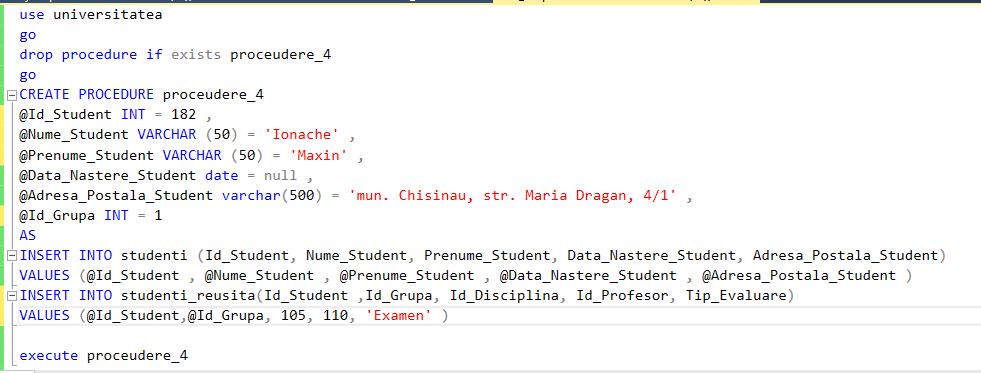 use universitatea
go
drop procedure if exists proceudere_4
go
CREATE PROCEDURE proceudere_4
@Id_Student INT = 182 ,
@Nume_Student VARCHAR (50) = 'Ionache' ,
@Prenume_Student VARCHAR (50) = 'Maxin' ,
@Data_Nastere_Student date = null ,
@Adresa_Postala_Student varchar(500) = 'mun. Chisinau, str. Maria Dragan, 4/1' ,
@Id_Grupa INT = 1
AS
INSERT INTO studenti (Id_Student, Nume_Student, Prenume_Student, Data_Nastere_Student, Adresa_Postala_Student)
VALUES (@Id_Student , @Nume_Student , @Prenume_Student , @Data_Nastere_Student , @Adresa_Postala_Student )
INSERT INTO studenti_reusita(Id_Student ,Id_Grupa, Id_Disciplina, Id_Profesor, Tip_Evaluare)
VALUES (@Id_Student,@Id_Grupa, 105, 110, 'Examen' )
execute proceudere_4